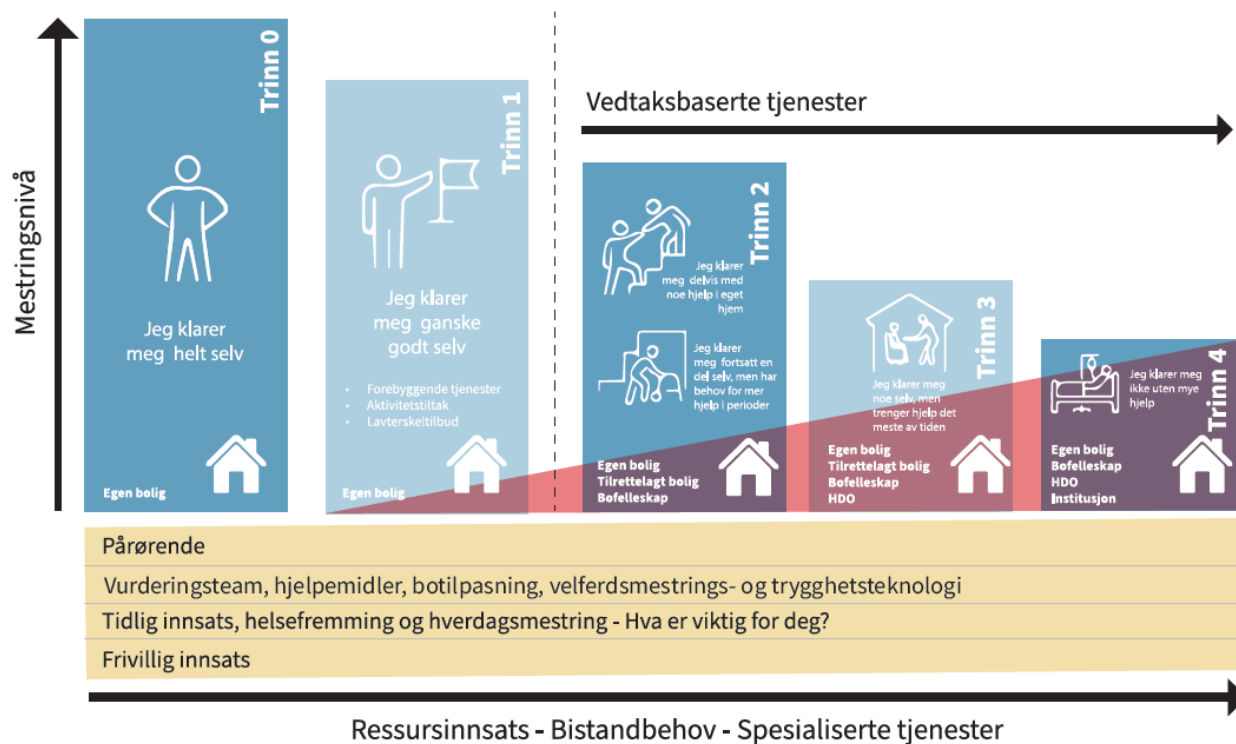 Mestringsnivå
Trinn 0
Jeg klarer
meg helt selv
Egen bolig
Trinn 1
Jeg klarer
meg ganske
godt selv
• Forebyggende tjenester
• Aktivitetstiltak
• Lavterskeltilbud
Egen bolig
Vedtaksbaserte tjenester
Trinn 2
Jeg klarer
meg delvis med
noe hjelp i eget
hjem
Jeg klarer
meg fortsatt en
del selv, men har
behov for mer
hjelp i perioder
Egen bolig
Tilrettelagt bolig
Bofelleskap
Trinn 3
Jeg klarer meg
noe selv, men
trenger hjelp det
meste av tiden
Egen bolig
Tilrettelagt bolig
Bofelleskap
HDO
Trinn 4
Jeg klarer meg
ikke uten mye
hjelp
Egen bolig
Bofelleskap
HDO
Institusjon
Pårørende
Vurderingsteam, hjelpemidler, botilpasning, velferdsmestrings- og trygghetsteknologi
Tidlig innsats, helsefremming og hverdagsmestring - Hva er viktig for deg?
Frivillig innsats
Ressursinnsats - Bistandbehov - Spesialiserte tjenester